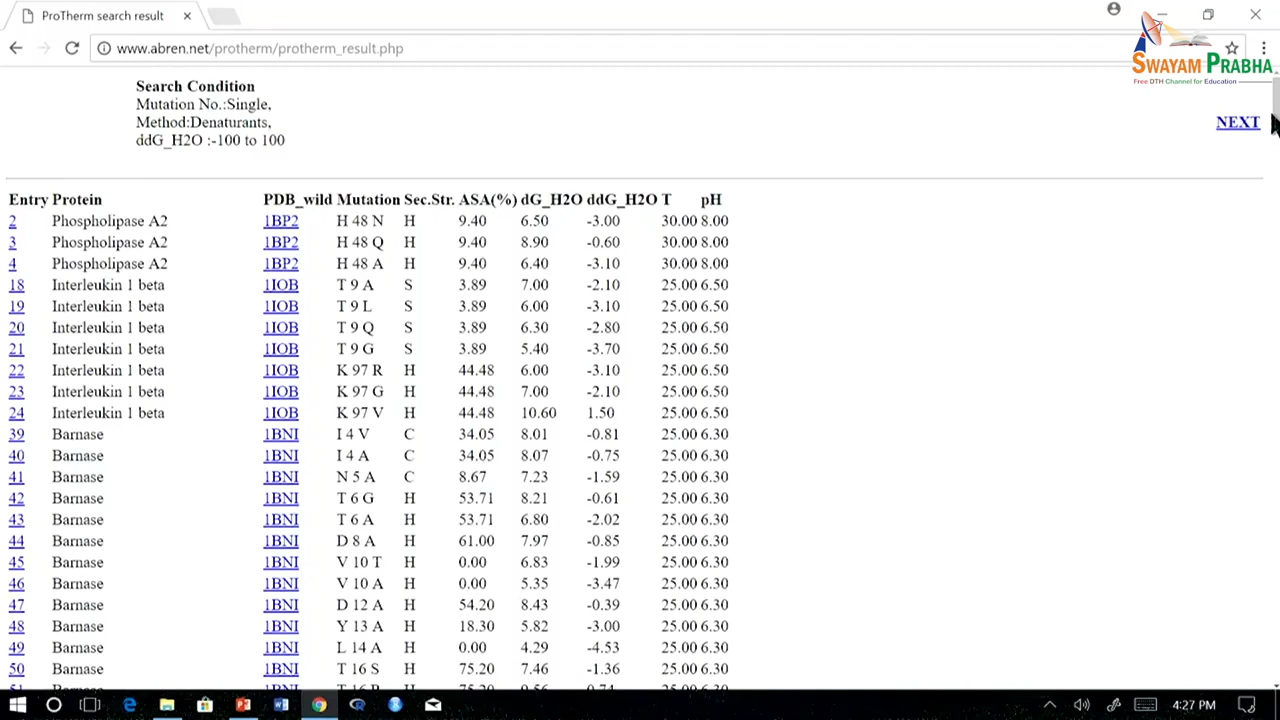 ProTherm search result
www.abren.net/protherm/protherm_result.php
SWAYAM PRABHA
Free DTH Channel for Education
Search Condition
Mutation No.:Single,
Method:Denaturants,
ddG_H2O :-100 to 100
NEXT
Entry Protein PDB_wild Mutation Sec.Str. ASA(%) dG_H2O ddG_H2O T pH
2 Phospholipase A2 1BP2 H 48 N H 9.40 6.50 -3.00 30.00 8.00
3 Phospholipase A2 1BP2 H 48 Q H 9.40 8.90 -0.60 30.00 8.00
4 Phospholipase A2 1BP2 H 48 A H 9.40 6.40 -3.10 30.00 8.00
18 Interleukin 1 beta 1IOB T 9 A S 3.89 7.00 -2.10 25.00 6.50
19 Interleukin 1 beta 1IOB T 9 L S 3.89 6.00 -3.10 25.00 6.50
20 Interleukin 1 beta 1IOB T 9 Q S 3.89 6.30 -2.80 25.00 6.50
21 Interleukin 1 beta 1IOB T 9 G S 3.89 5.40 -3.70 25.00 6.50
22 Interleukin 1 beta 1IOB K 97 R H 44.48 6.00 -3.10 25.00 6.50
23 Interleukin 1 beta 1IOB K 97 G H 44.48 7.00 -2.10 25.00 6.50
24 Interleukin 1 beta 1IOB K 97 V H 44.48 10.60 1.50 25.00 6.50
39 Barnase 1BNI I 4 V C 34.05 8.01 -0.81 25.00 6.30
40 Barnase 1BNI I 4 A C 34.05 8.07 -0.75 25.00 6.30
41 Barnase 1BNI N 5 A C 8.67 7.23 -1.59 25.00 6.30
42 Barnase 1BNI T 6 G H 53.71 8.21 -0.61 25.00 6.30
43 Barnase 1BNI T 6 A H 53.71 6.80 -2.02 25.00 6.30
44 Barnase 1BNI D 8 A H 61.00 7.97 -0.85 25.00 6.30
45 Barnase 1BNI V 10 T H 0.00 6.83 -1.99 25.00 6.30
46 Barnase 1BNI V 10 A H 0.00 5.35 -3.47 25.00 6.30
47 Barnase 1BNI D 12 A H 54.20 8.43 -0.39 25.00 6.30
48 Barnase 1BNI Y 13 A H 18.30 5.82 -3.00 25.00 6.30
49 Barnase 1BNI L 14 A H 0.00 4.29 -4.53 25.00 6.30
50 Barnase 1BNI T 16 S H 75.20 7.46 -1.36 25.00 6.30
4:27 PM